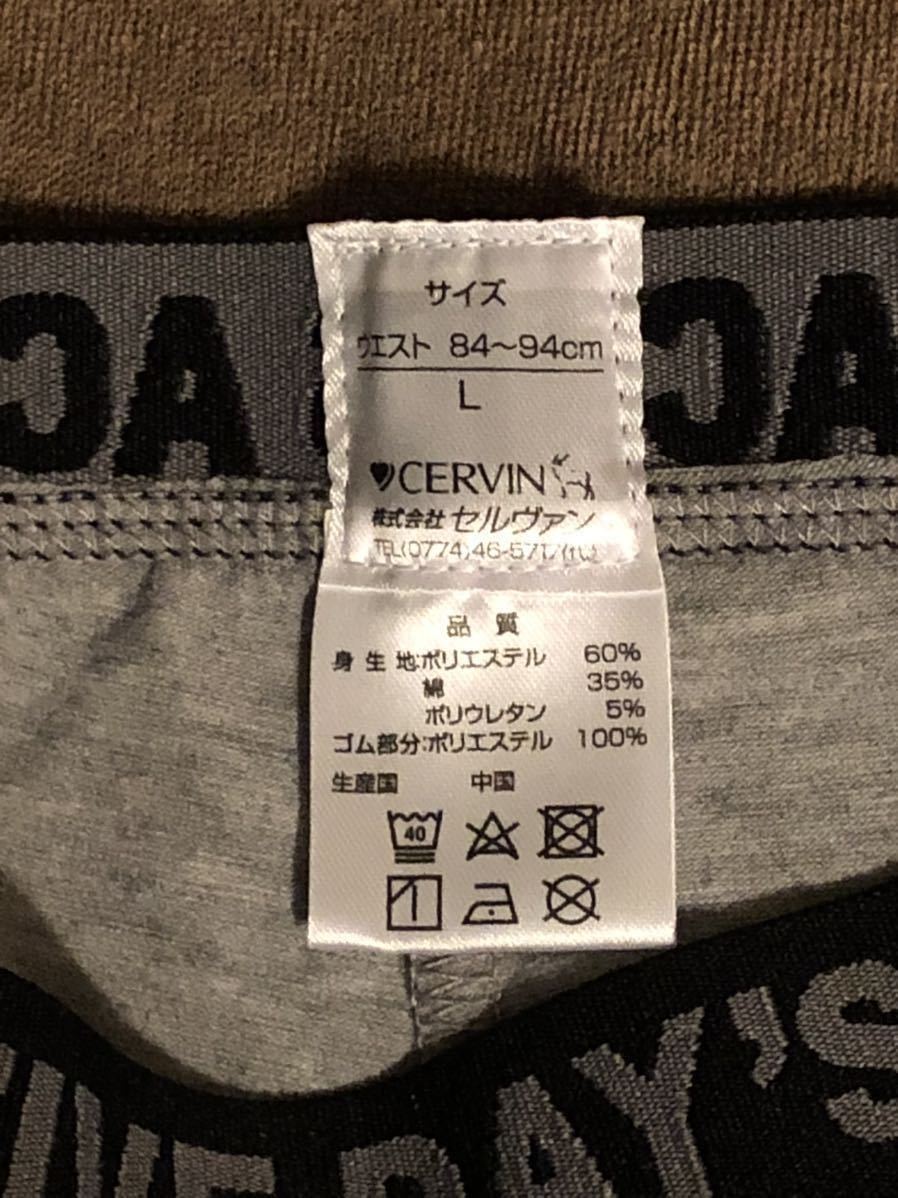 サイズ
ウエスト 84～94cm
L
CERVIN
株式会社 セルヴァン
TEL(0774)46-5717(代)
品 質
身 生 地:ポリエステル 60%
綿 35%
ポリウレタン 5%
ゴム部分:ポリエステル 100%
生産国 中国
40
DAY'S